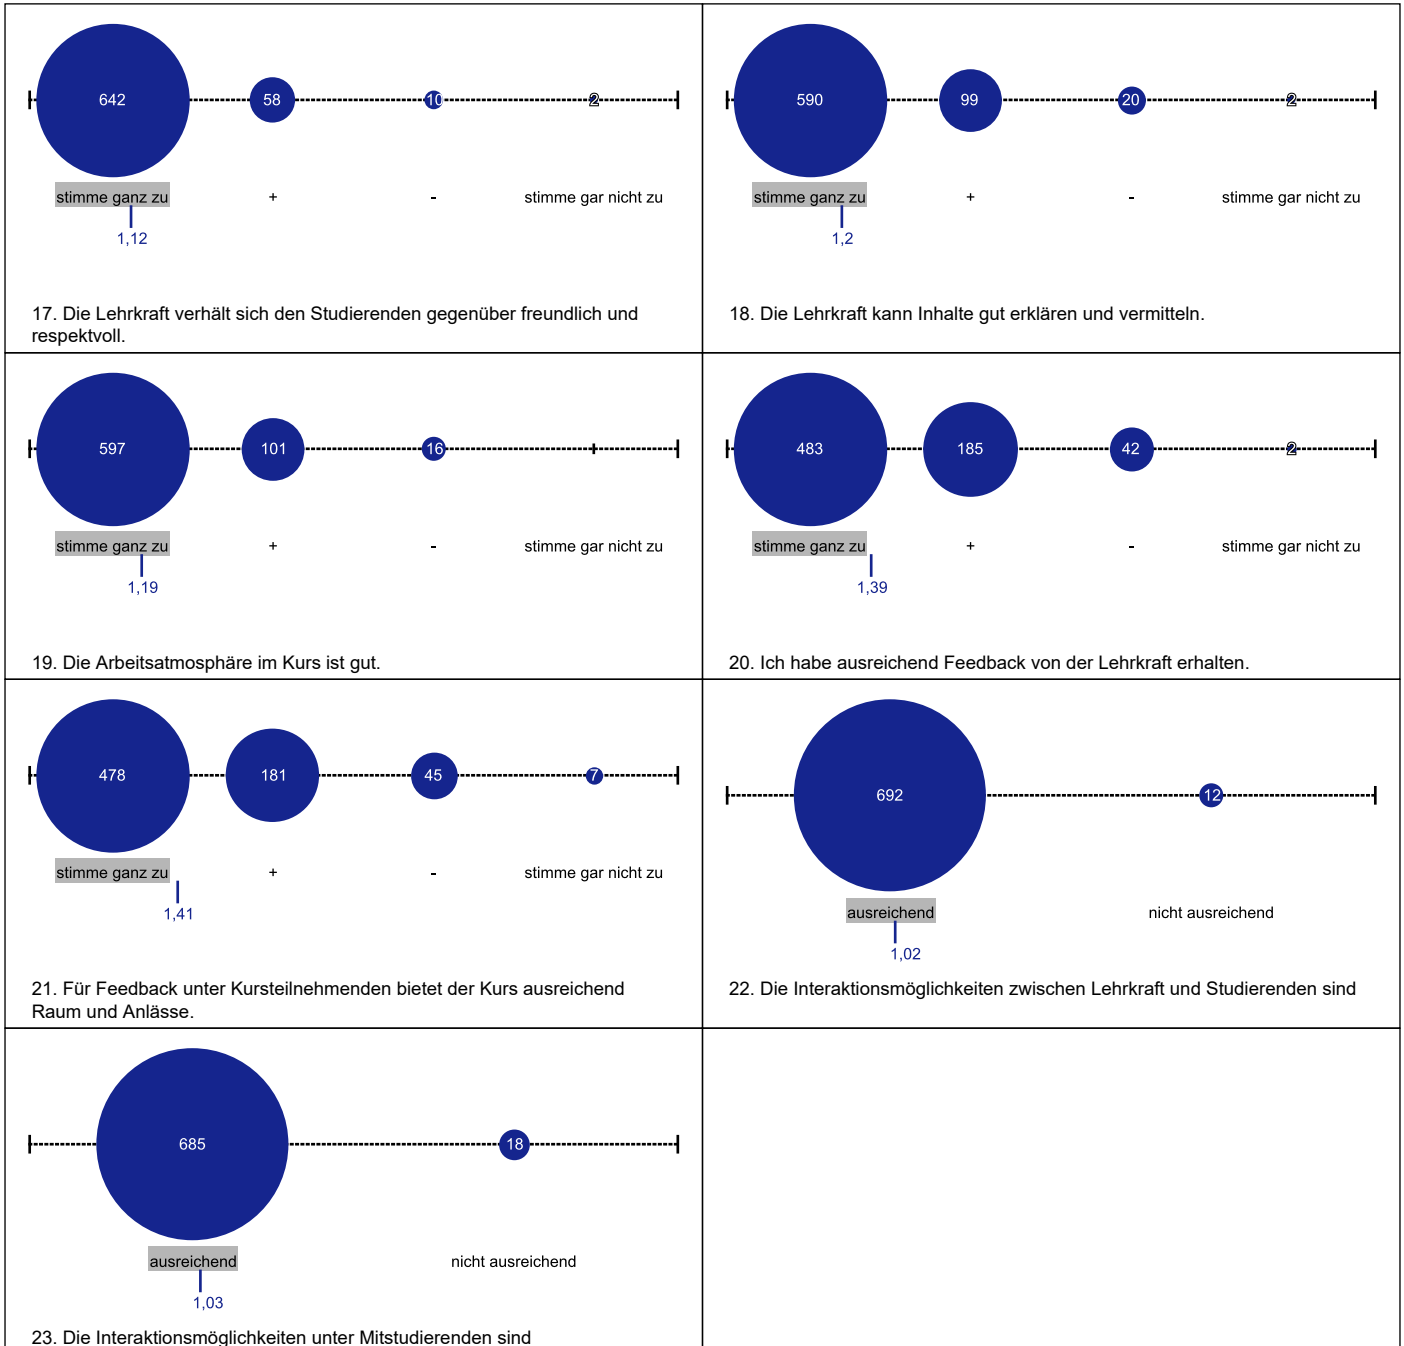 642 58 10 2
stimme ganz zu + - stimme gar nicht zu
1,12
17. Die Lehrkraft verhält sich den Studierenden gegenüber freundlich und
respektvoll.
590 99 20 2
stimme ganz zu + - stimme gar nicht zu
1,2
18. Die Lehrkraft kann Inhalte gut erklären und vermitteln.
597 101 16
stimme ganz zu + - stimme gar nicht zu
1,19
19. Die Arbeitsatmosphäre im Kurs ist gut.
483 185 42 2
stimme ganz zu + - stimme gar nicht zu
1,39
20. Ich habe ausreichend Feedback von der Lehrkraft erhalten.
478 181 45 7
stimme ganz zu + - stimme gar nicht zu
1,41
21. Für Feedback unter Kursteilnehmenden bietet der Kurs ausreichend
Raum und Anlässe.
692 12
ausreichend nicht ausreichend
1,02
22. Die Interaktionsmöglichkeiten zwischen Lehrkraft und Studierenden sind
685 18
ausreichend nicht ausreichend
1,03
23. Die Interaktionsmöglichkeiten unter Mitstudierenden sind